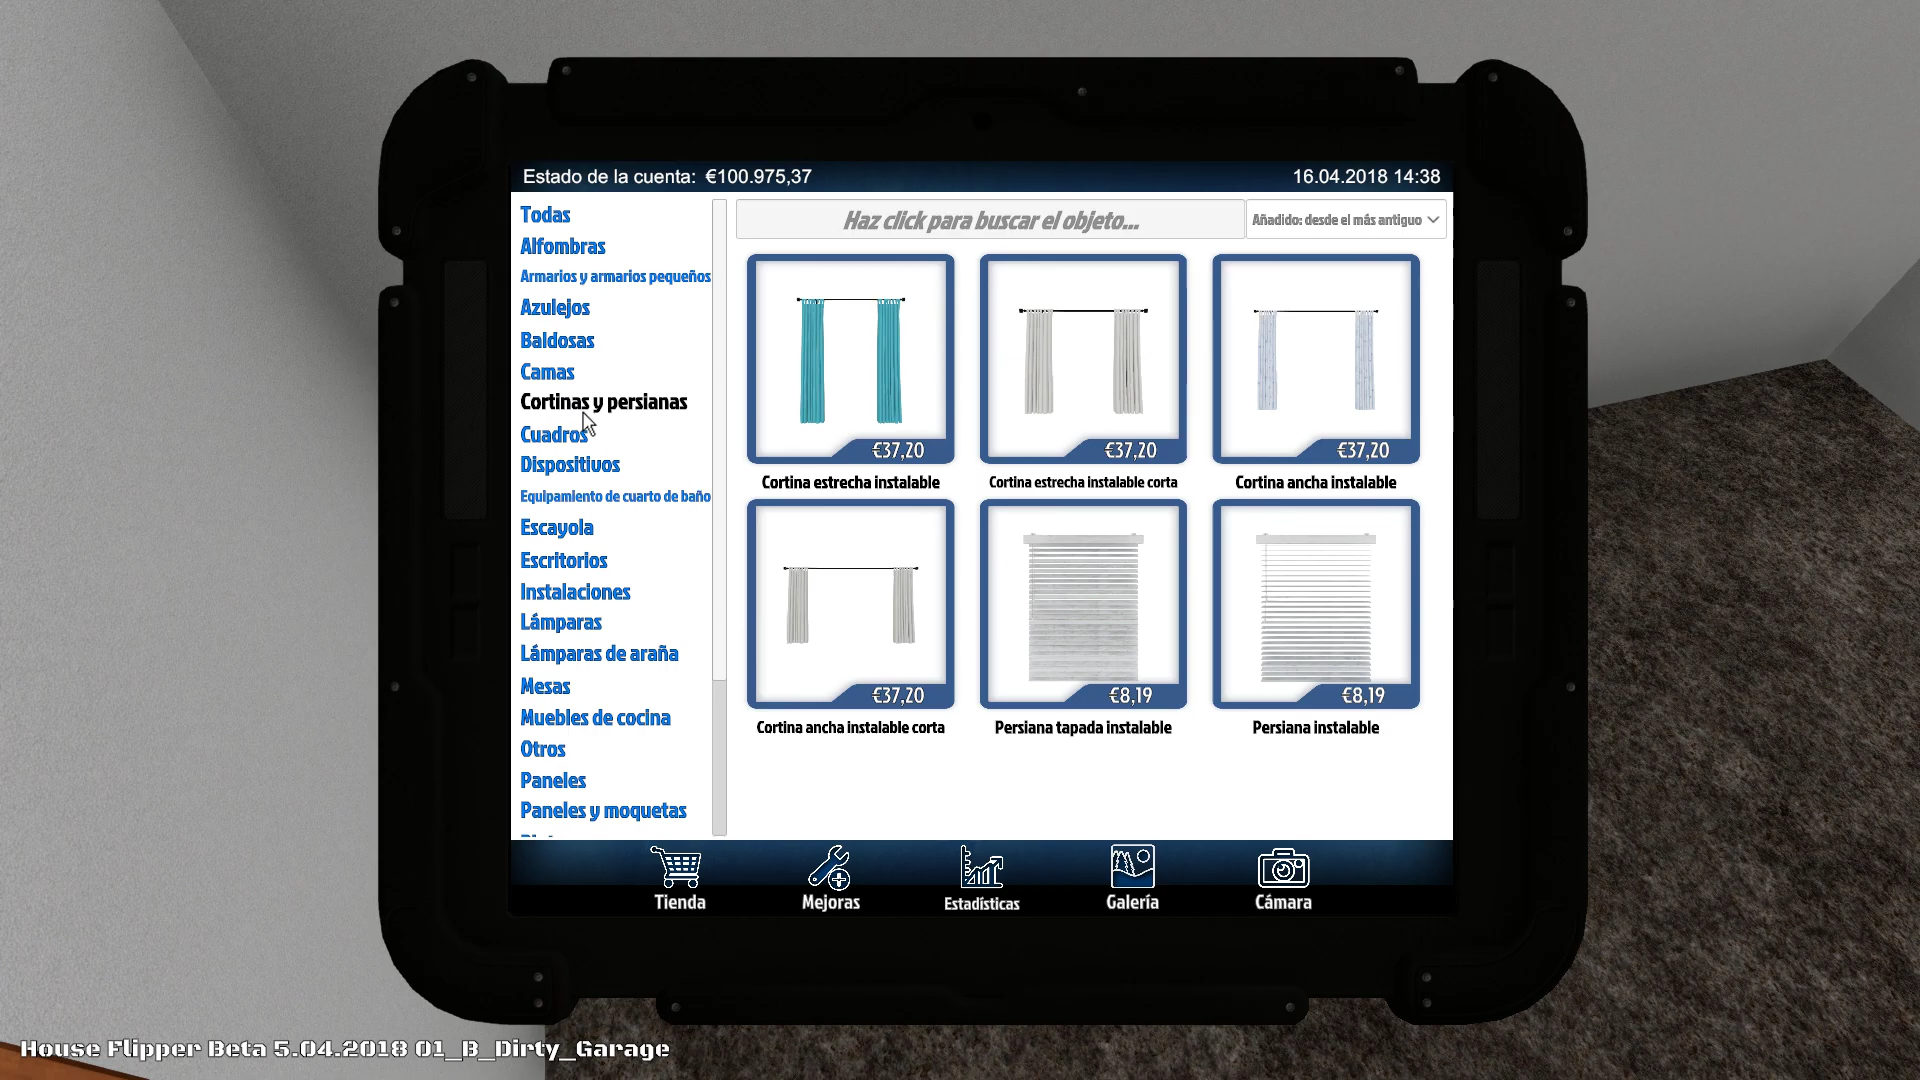 Estado de la cuenta: €100.975,37
16.04.2018 14:38
Todas
Alfombras
Armarios y armarios pequeños
Azulejos
Baldosas
Camas
Cortinas y persianas
Cuadros
Dispositivos
Equipamiento de cuarto de baño
Escayola
Escritorios
Instalaciones
Lámparas
Lámparas de araña
Mesas
Muebles de cocina
Otros
Paneles
Paneles y moquetas
Haz click para buscar el objeto...
Añadido: desde el más antiguo
€37,20
€37,20
€37,20
Cortina estrecha instalable
Cortina estrecha instalable corta
Cortina ancha instalable
€37,20
€8,19
€8,19
Cortina ancha instalable corta
Persiana tapada instalable
Persiana instalable
Tienda
Mejoras
Estadísticas
Galería
Cámara
House Flipper Beta 5.04.2018 01_B_Dirty_Garage